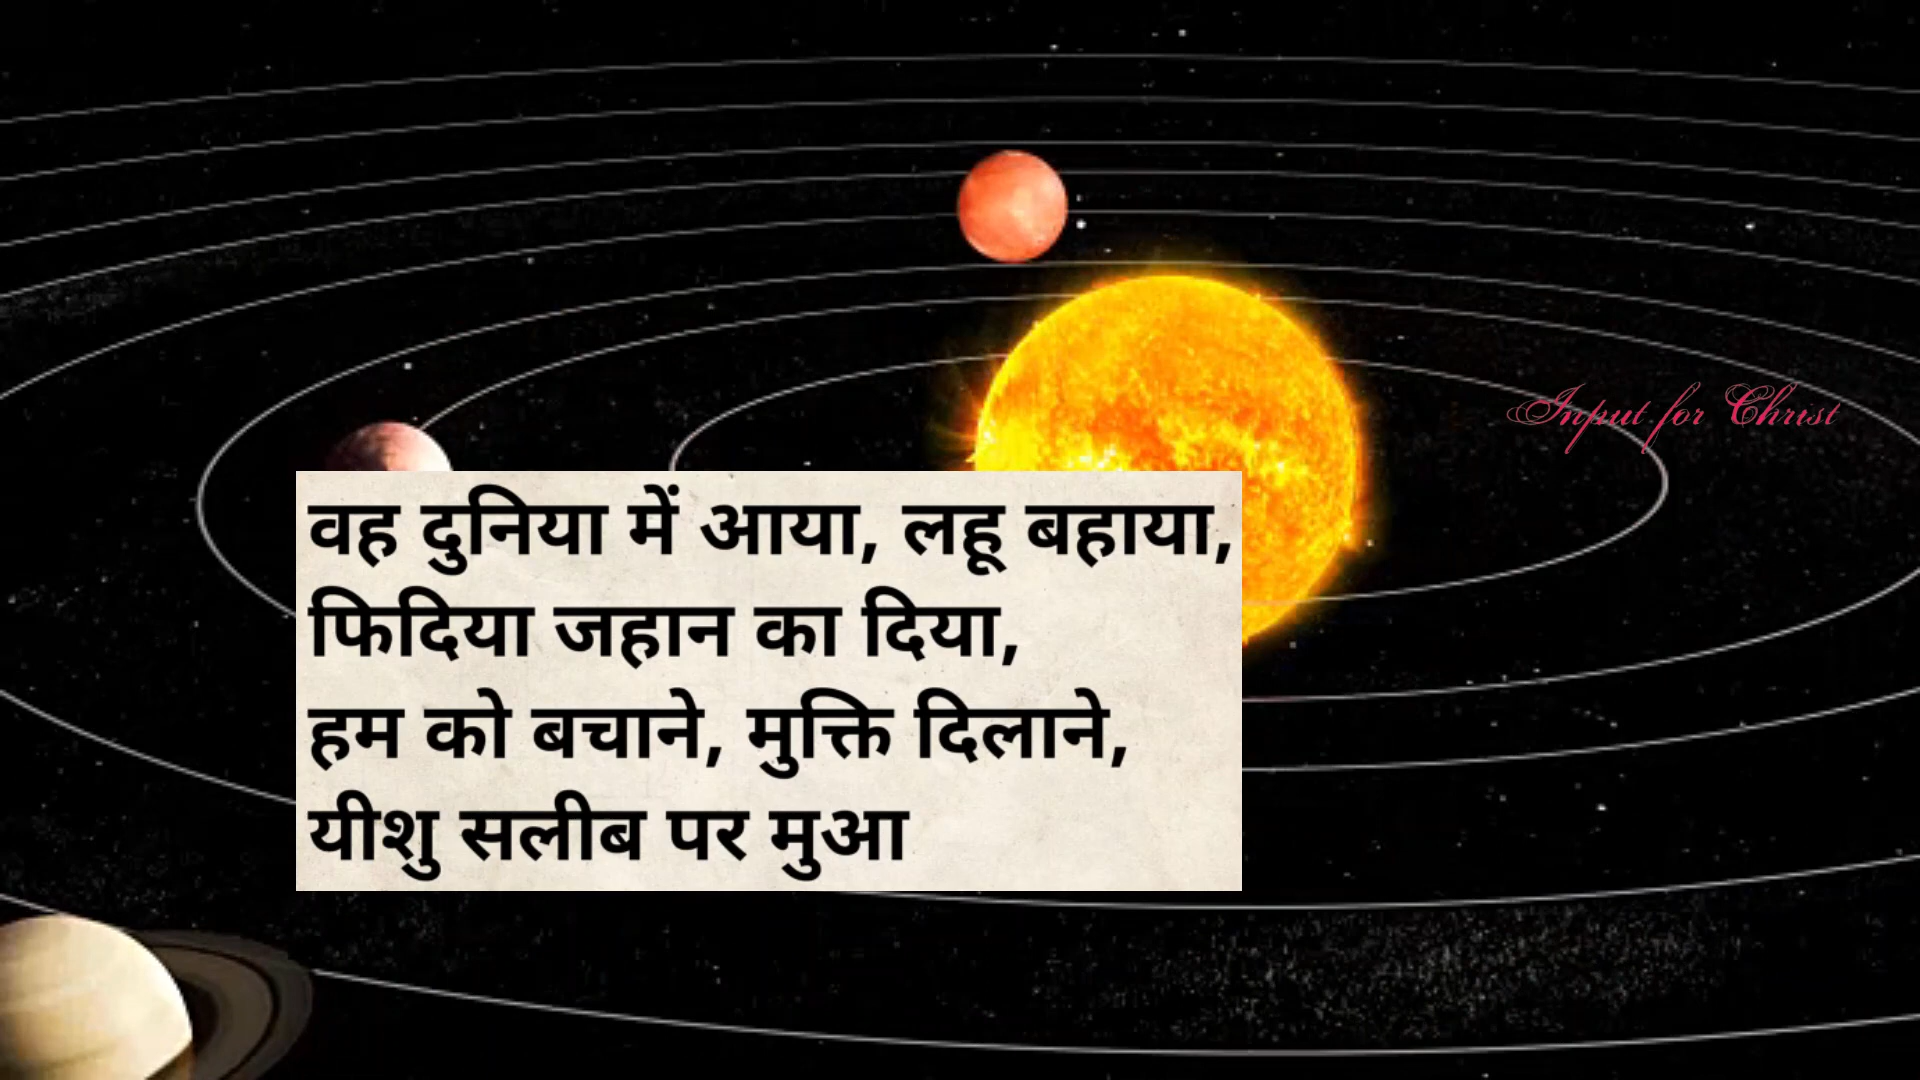 Input for Christ
वह दुनिया में आया, लहू बहाया,
फिदिया जहान का दिया,
हम को बचाने, मुक्ति दिलाने,
यीशु सलीब पर मुआ